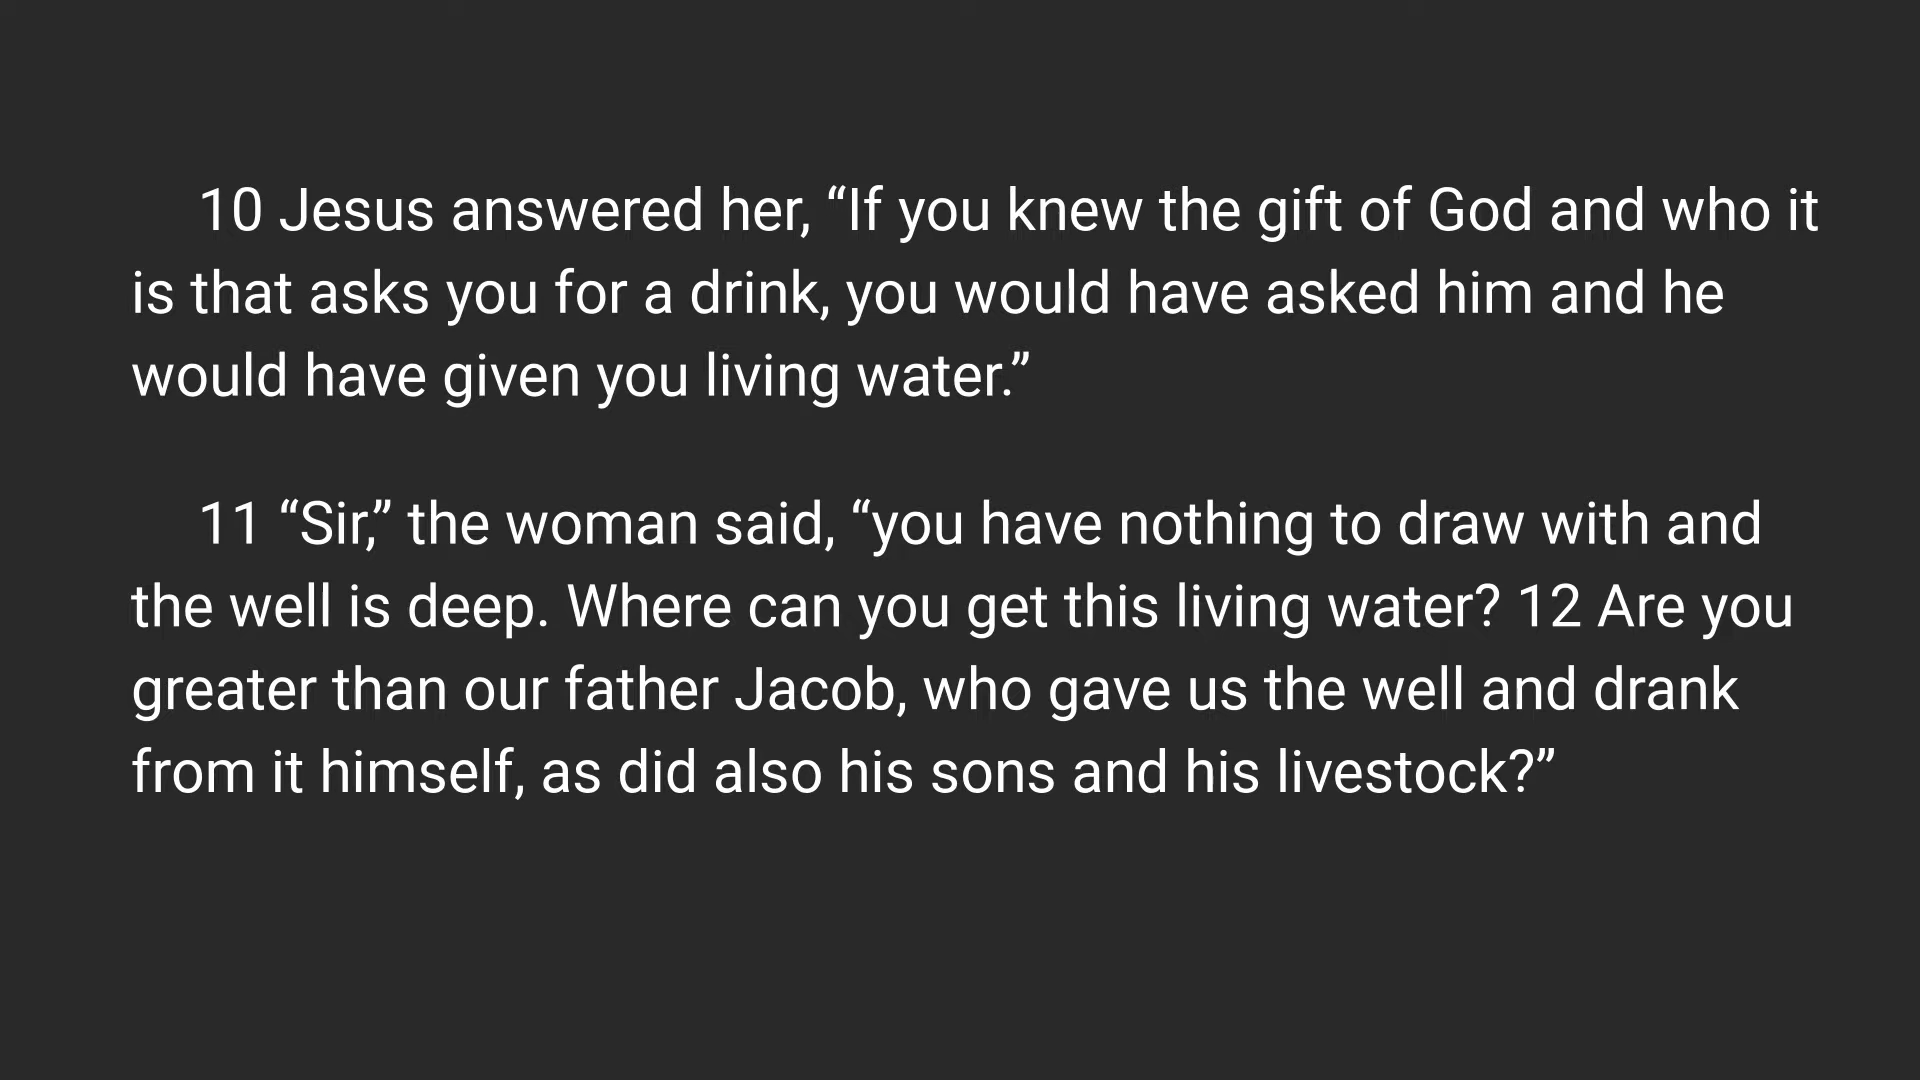 10 Jesus answered her, “If you knew the gift of God and who it
is that asks you for a drink, you would have asked him and he
would have given you living water.”
11 “Sir,” the woman said, “you have nothing to draw with and
the well is deep. Where can you get this living water? 12 Are you
greater than our father Jacob, who gave us the well and drank
from it himself, as did also his sons and his livestock?”